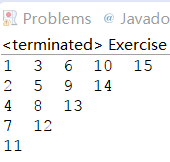 Problems @ Javado
<terminated> Exercise
1 3 6 10 15
2 5 9 14
4 8 13
7 12
11